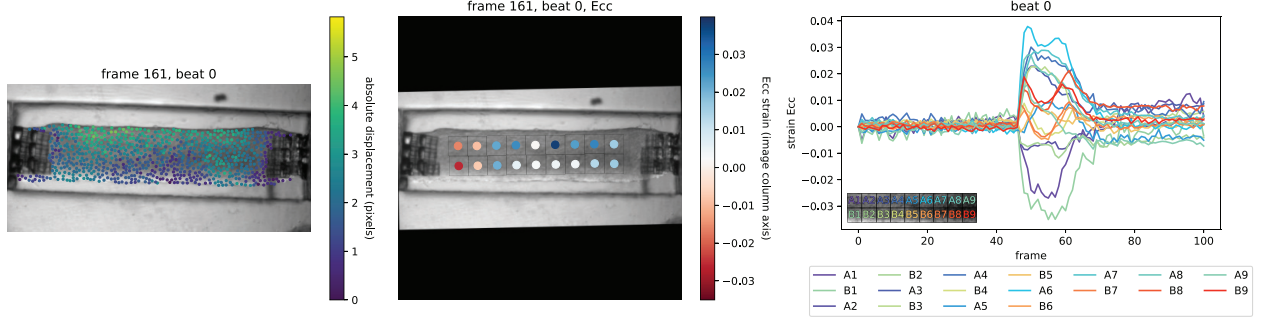 frame 161, beat 0
5
4
3
2
1
0
absolute displacement (pixels)
frame 161, beat 0, Ecc
0.03
0.02
0.01
0.00
−0.01
−0.02
−0.03
Ecc strain (image column axis)
beat 0
0.04
0.03
0.02
0.01
0.00
−0.01
−0.02
−0.03
strain Ecc
A1 A2 A3 A4 A5 A6 A7 A8 A9
B1 B2 B3 B4 B5 B6 B7 B8 B9
0 20 40 60 80 100
frame
A1 B2 A4 B5 A7 A8 A9
B1 A3 B4 A6 B7 B8 B9
A2 B3 A5 B6